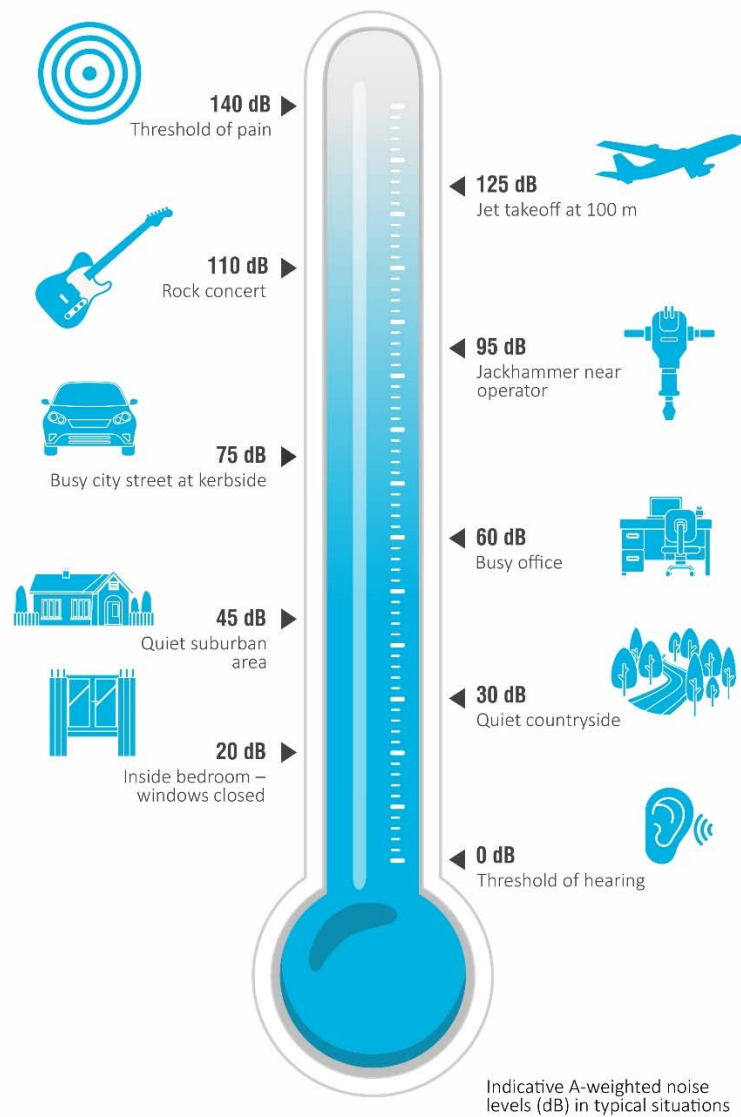 140 dB
Threshold of pain
125 dB
Jet takeoff at 100 m
110 dB
Rock concert
95 dB
Jackhammer near
operator
75 dB
Busy city street at kerbside
60 dB
Busy office
45 dB
Quiet suburban
area
30 dB
Quiet countryside
20 dB
Inside bedroom –
windows closed
0 dB
Threshold of hearing
Indicative A-weighted noise
levels (dB) in typical situations